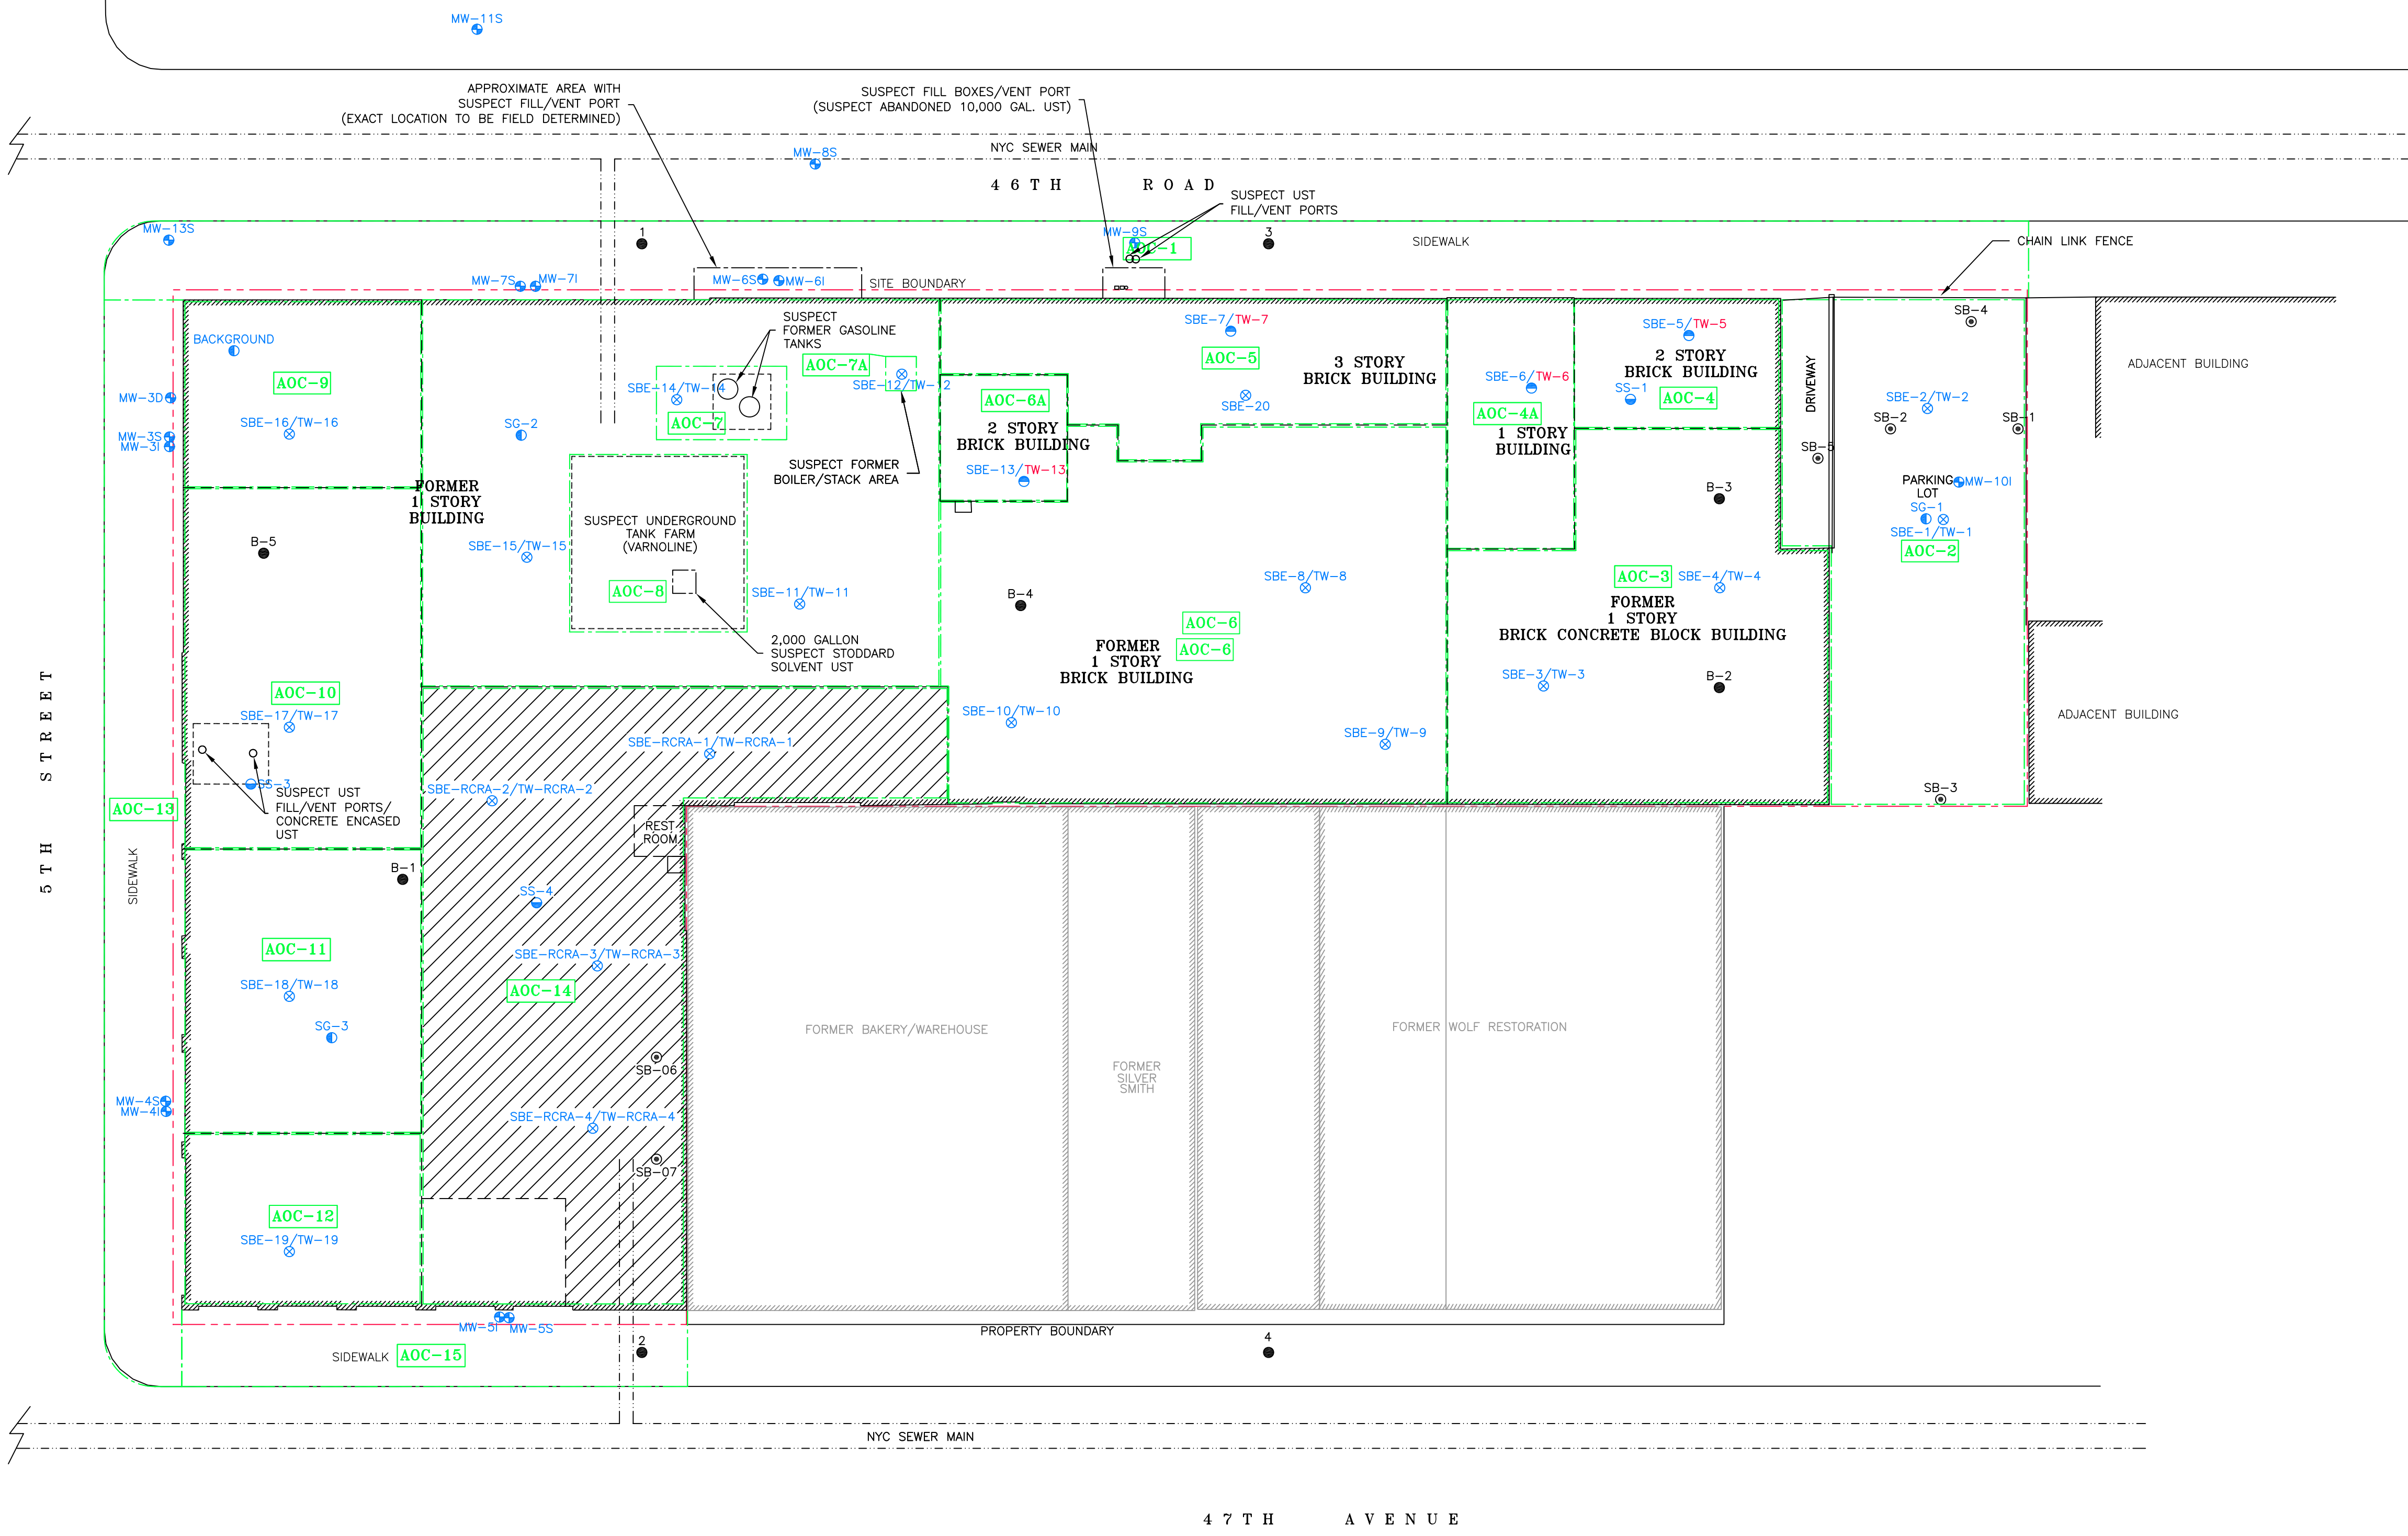 MW-11S
APPROXIMATE AREA WITH
SUSPECT FILL/VENT PORT
(EXACT LOCATION TO BE FIELD DETERMINED)
SUSPECT FILL BOXES/VENT PORT
(SUSPECT ABANDONED 10,000 GAL. UST)
NYC SEWER MAIN
MW-8S
46TH ROAD
SUSPECT UST
FILL/VENT PORTS
MW-13S
1
MW-9S
AOC-1
3
SIDEWALK
CHAIN LINK FENCE
MW-7S
MW-7I
MW-6S
MW-6I
SITE BOUNDARY
BACKGROUND
AOC-9
SBE-16/TW-16
MW-3D
MW-3S
MW-3I
SG-2
SUSPECT
FORMER GASOLINE
TANKS
AOC-7A
SBE-14/TW-14
AOC-7
SBE-12/TW-12
SUSPECT FORMER
BOILER/STACK AREA
SBE-7/TW-7
AOC-5
3 STORY
BRICK BUILDING
SBE-20
AOC-6A
2 STORY
BRICK BUILDING
SBE-13/TW-13
SBE-6/TW-6
AOC-4A
1 STORY
BUILDING
SBE-5/TW-5
2 STORY
BRICK BUILDING
SS-1
AOC-4
DRIVEWAY
SB-4
SBE-2/TW-2
SB-2
SB-1
SB-5
ADJACENT BUILDING
PARKING
LOT
MW-10I
SG-1
SBE-1/TW-1
AOC-2
FORMER
1 STORY
BUILDING
B-5
SBE-15/TW-15
SUSPECT UNDERGROUND
TANK FARM
(VARNOLINE)
AOC-8
SBE-11/TW-11
2,000 GALLON
SUSPECT STODDARD
SOLVENT UST
B-4
SBE-8/TW-8
AOC-6
AOC-6
FORMER
1 STORY
BRICK BUILDING
B-3
AOC-3
SBE-4/TW-4
FORMER
1 STORY
BRICK CONCRETE BLOCK BUILDING
SBE-3/TW-3
B-2
SBE-10/TW-10
SBE-9/TW-9
ADJACENT BUILDING
SB-3
5TH STREET
AOC-10
SBE-17/TW-17
SS-3
SUSPECT UST
FILL/VENT PORTS/
CONCRETE ENCASED
UST
AOC-13
SIDEWALK
SBE-RCRA-1/TW-RCRA-1
SBE-RCRA-2/TW-RCRA-2
REST
ROOM
B-1
SS-4
AOC-11
SBE-18/TW-18
SG-3
SBE-RCRA-3/TW-RCRA-3
AOC-14
SB-06
SBE-RCRA-4/TW-RCRA-4
SB-07
FORMER BAKERY/WAREHOUSE
FORMER
SILVER
SMITH
FORMER WOLF RESTORATION
MW-4S
MW-4I
AOC-12
SBE-19/TW-19
MW-5I
MW-5S
PROPERTY BOUNDARY
2
4
SIDEWALK
AOC-15
NYC SEWER MAIN
47TH AVENUE